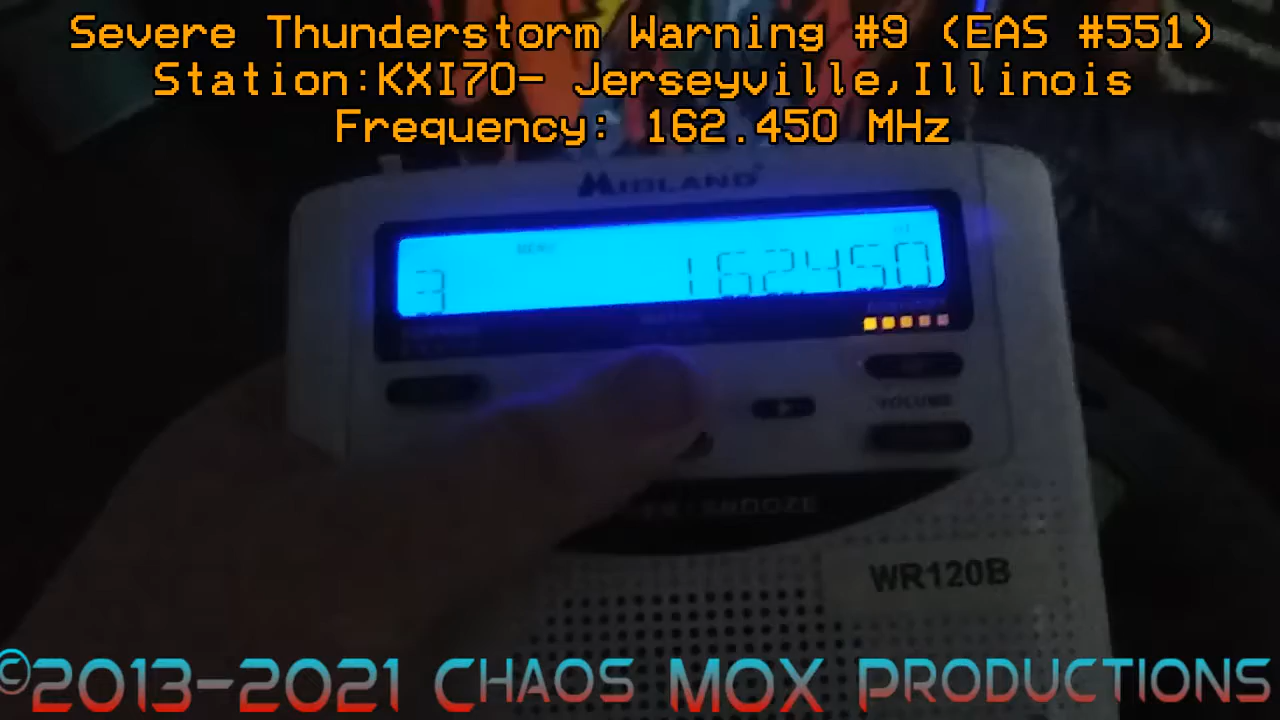 Severe Thunderstorm Warning #9 (EAS #551)
Station:KXI70- Jerseyville,Illinois
Frequency: 162.450 MHz
MIDLAND
3 162.450
VOLUME
SNOOZE
WR120B
©2013-2021 Chaos MOX Productions